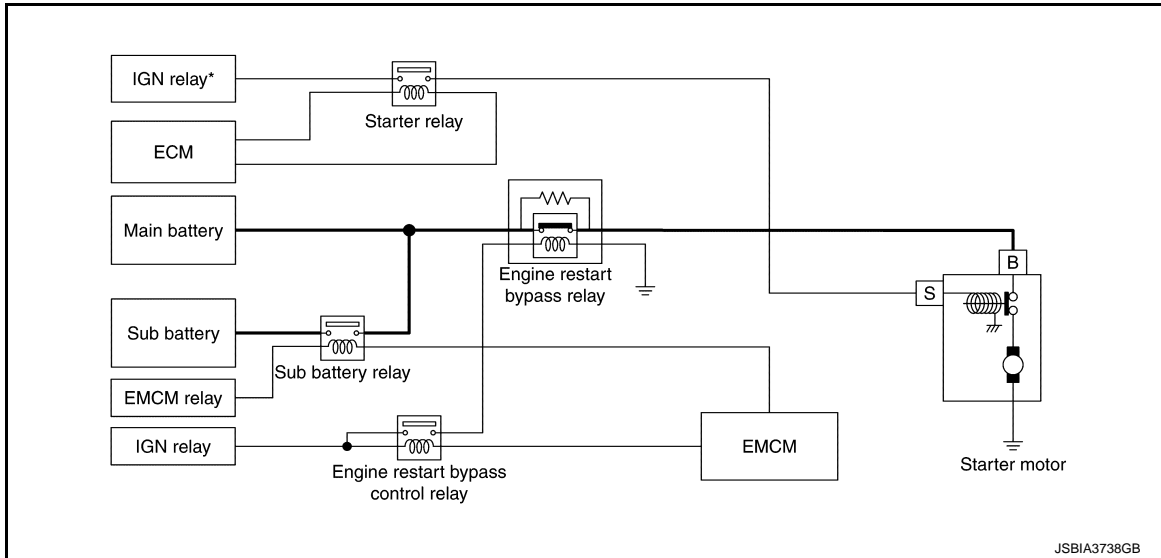 IGN relay*
Starter relay
ECM
Main battery
Engine restart
bypass relay
B
S
Sub battery
Sub battery relay
EMCM relay
IGN relay
Engine restart bypass
control relay
EMCM
Starter motor
JSBIA3738GB